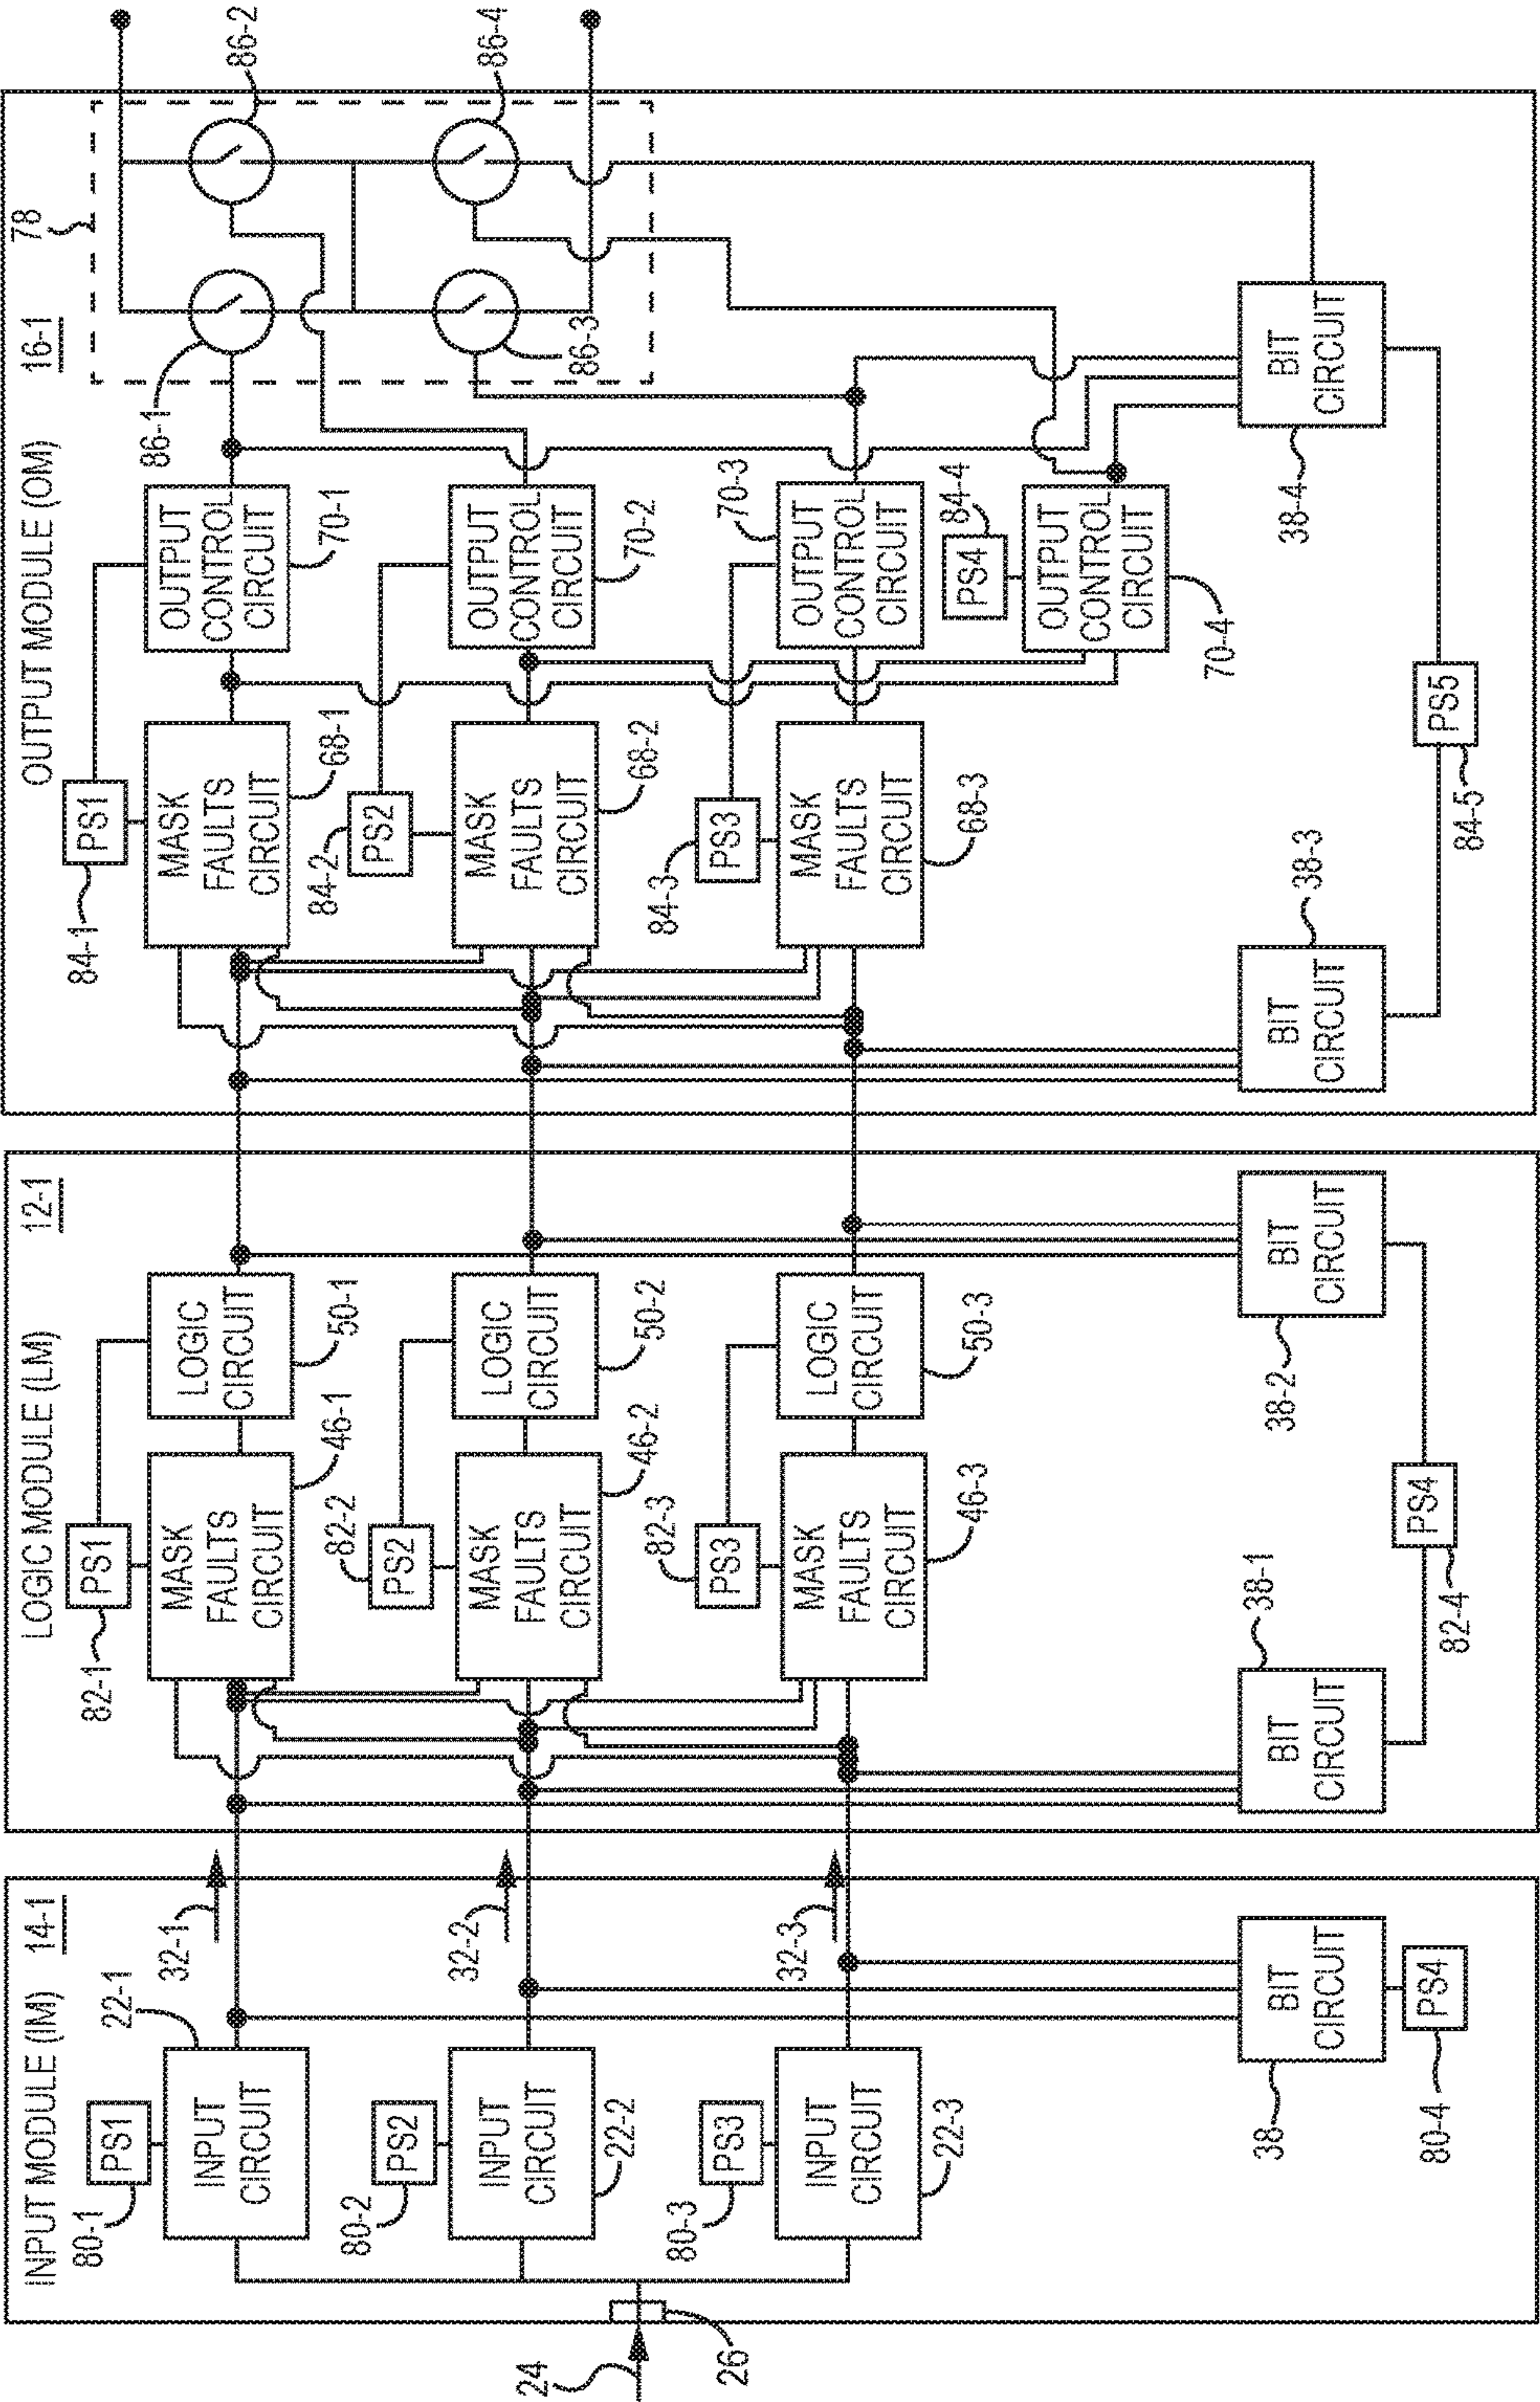 INPUT MODULE (IM)
14-1
80-1
PS1
22-1
INPUT
CIRCUIT
32-1
80-2
PS2
INPUT
CIRCUIT
22-2
32-2
80-3
PS3
INPUT
CIRCUIT
22-3
32-3
24
26
38
BIT
CIRCUIT
PS4
80-4
LOGIC MODULE (LM)
12-1
82-1
PS1
MASK
FAULTS
CIRCUIT
46-1
LOGIC
CIRCUIT
50-1
82-2
PS2
MASK
FAULTS
CIRCUIT
46-2
LOGIC
CIRCUIT
50-2
82-3
PS3
MASK
FAULTS
CIRCUIT
46-3
LOGIC
CIRCUIT
50-3
BIT
CIRCUIT
38-1
38-2
BIT
CIRCUIT
PS4
82-4
OUTPUT MODULE (OM)
16-1
78
84-1
PS1
MASK
FAULTS
CIRCUIT
68-1
OUTPUT
CONTROL
CIRCUIT
70-1
86-1
86-2
84-2
PS2
MASK
FAULTS
CIRCUIT
68-2
OUTPUT
CONTROL
CIRCUIT
70-2
86-3
86-4
84-3
PS3
MASK
FAULTS
CIRCUIT
68-3
OUTPUT
CONTROL
CIRCUIT
70-3
PS4
84-4
OUTPUT
CONTROL
CIRCUIT
70-4
BIT
CIRCUIT
38-3
38-4
BIT
CIRCUIT
PS5
84-5